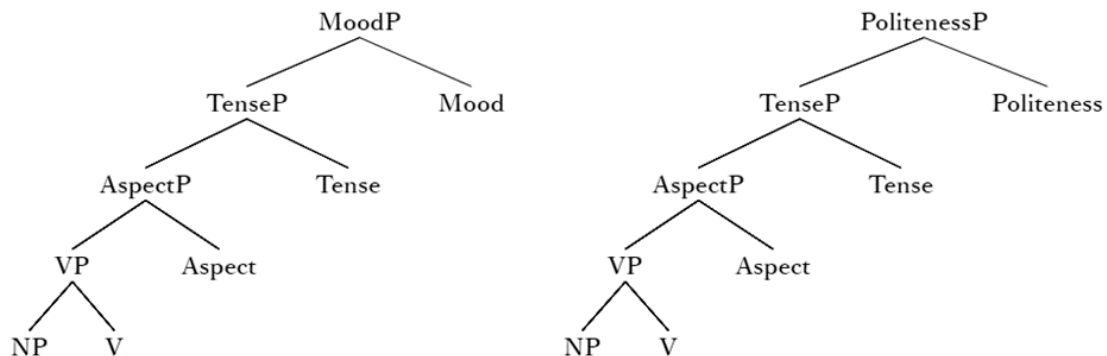 MoodP PolitenessP
TenseP Mood TenseP Politeness
AspectP Tense AspectP Tense
VP Aspect VP Aspect
NP V NP V